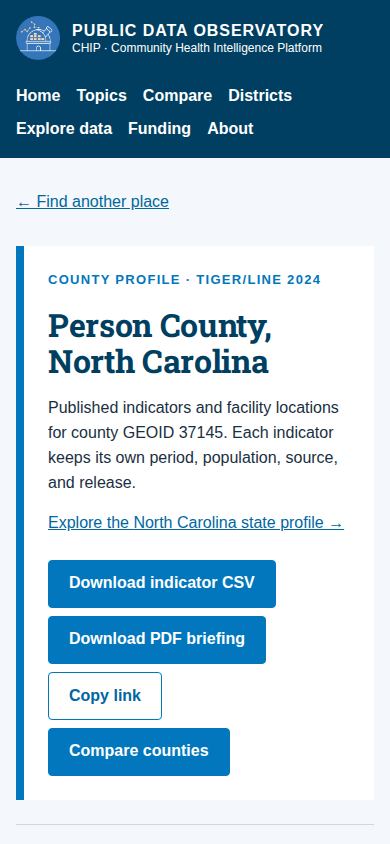 PUBLIC DATA OBSERVATORY
CHIP · Community Health Intelligence Platform
Home Topics Compare Districts
Explore data Funding About
← Find another place
COUNTY PROFILE · TIGER/LINE 2024
Person County,
North Carolina
Published indicators and facility locations
for county GEOID 37145. Each indicator
keeps its own period, population, source,
and release.
Explore the North Carolina state profile →
Download indicator CSV
Download PDF briefing
Copy link
Compare counties